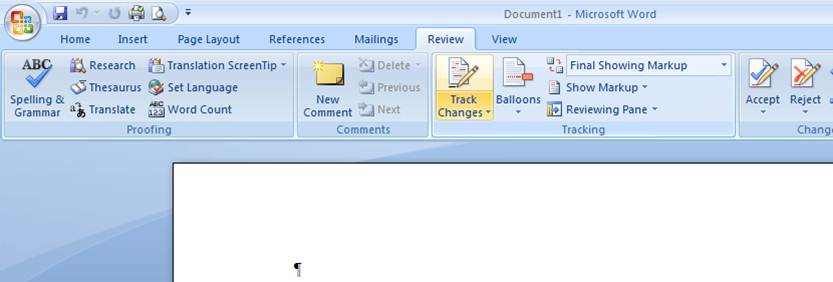 Document1 - Microsoft Word
Home Insert Page Layout References Mailings Review View
ABC Research Translation ScreenTip Delete Final Showing Markup
Thesaurus Set Language Previous Show Markup
Spelling & Grammar Translate ABC 123 Word Count New Comment Next Track Changes Balloons Reviewing Pane Accept Reject
Proofing Comments Tracking
¶